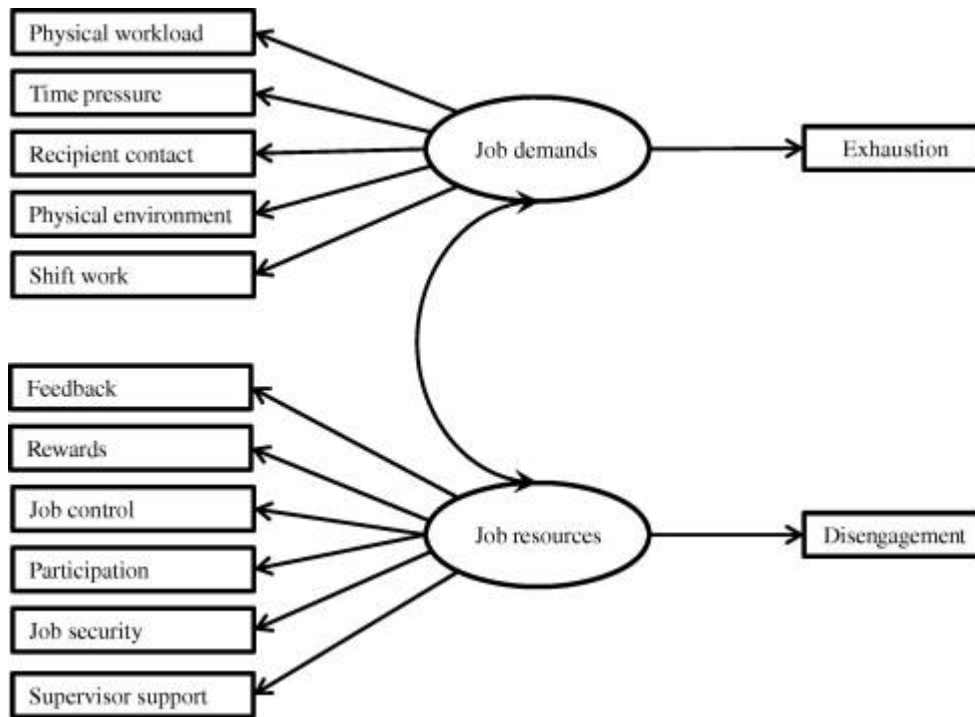 Physical workload
Time pressure
Recipient contact
Physical environment
Shift work
Job demands
Exhaustion
Feedback
Rewards
Job control
Participation
Job security
Supervisor support
Job resources
Disengagement